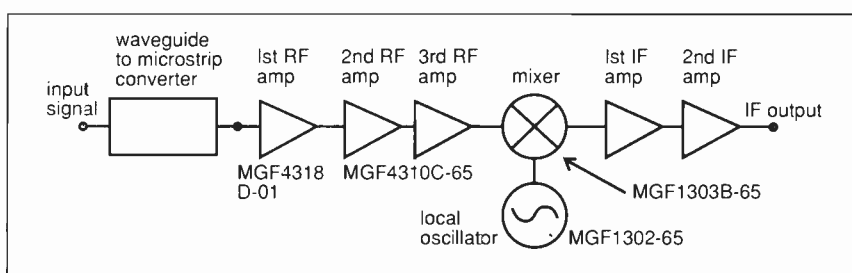 waveguide
to microstrip
converter
input
signal
1st RF
amp
2nd RF
amp
3rd RF
amp
mixer
1st IF
amp
2nd IF
amp
IF output
MGF4318
D-01
MGF4310C-65
MGF1303B-65
local
oscillator
MGF1302-65